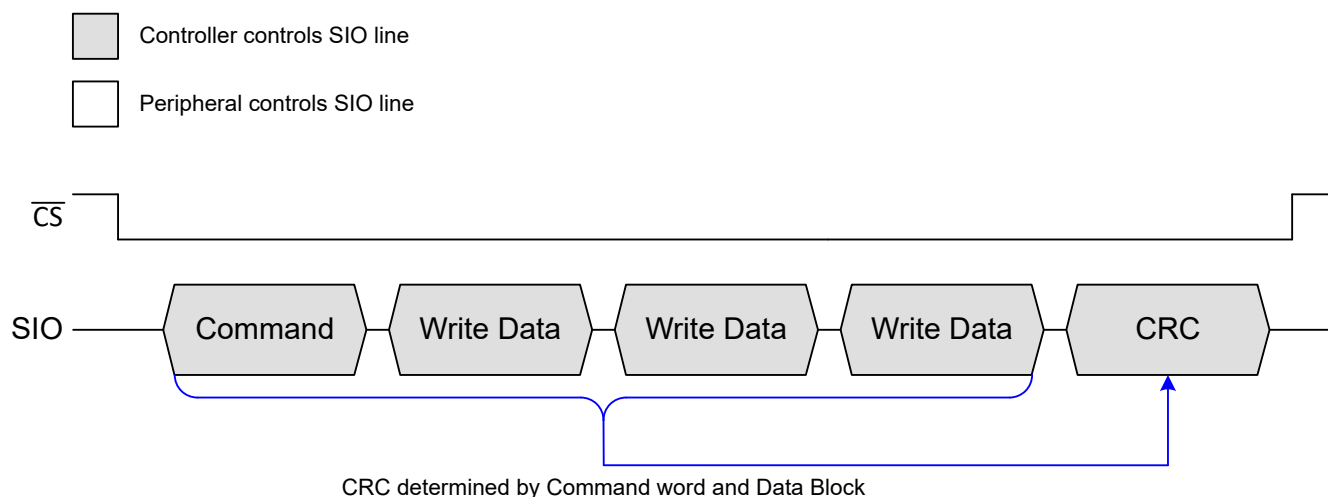 Controller controls SIO line
Peripheral controls SIO line
CS
SIO Command Write Data Write Data Write Data CRC
CRC determined by Command word and Data Block